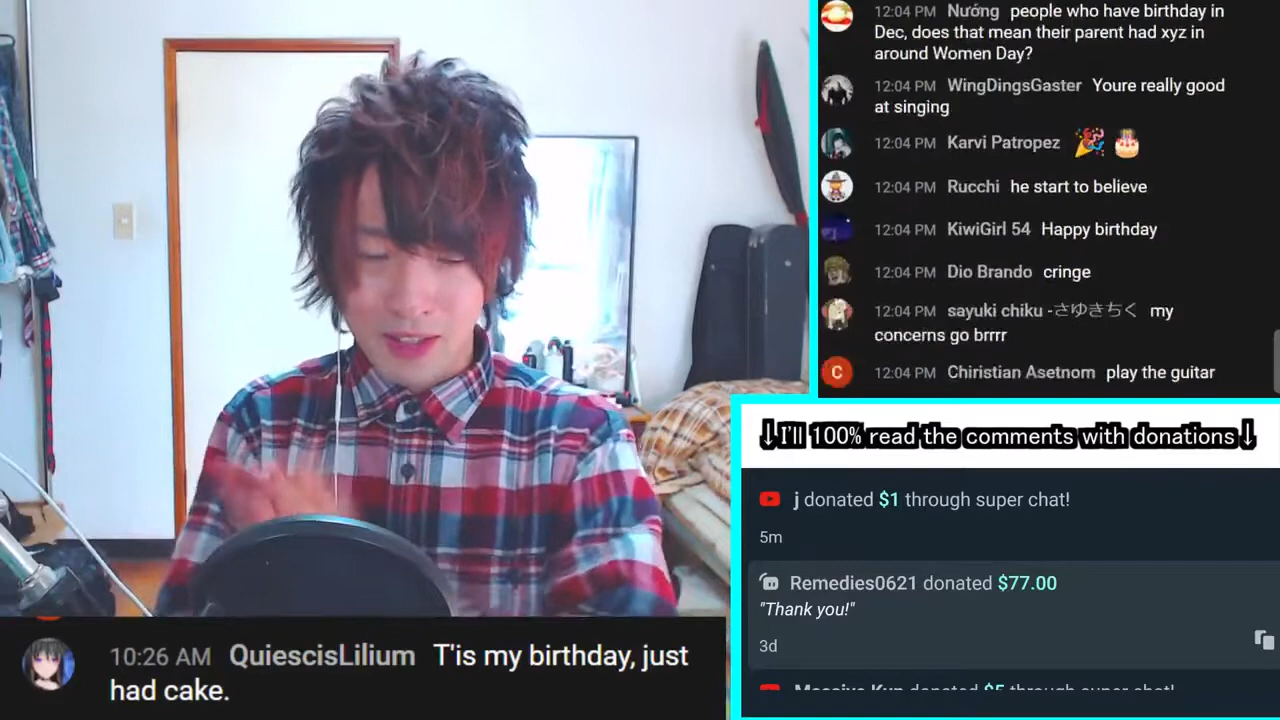 12:04 PM Nướng people who have birthday in
Dec, does that mean their parent had xyz in
around Women Day?
12:04 PM WingDingsGaster Youre really good
at singing
12:04 PM Karvi Patropez 🎉 🎂
12:04 PM Rucchi he start to believe
12:04 PM KiwiGirl 54 Happy birthday
12:04 PM Dio Brando cringe
12:04 PM sayuki chiku -さゆきちく my
concerns go brrrr
C 12:04 PM Chiristian Asetnom play the guitar
↓I'll 100% read the comments with donations↓
j donated $1 through super chat!
5m
Remedies0621 donated $77.00
"Thank you!"
3d
donated $5 through super chat!
10:26 AM QuiescisLilium T'is my birthday, just
had cake.